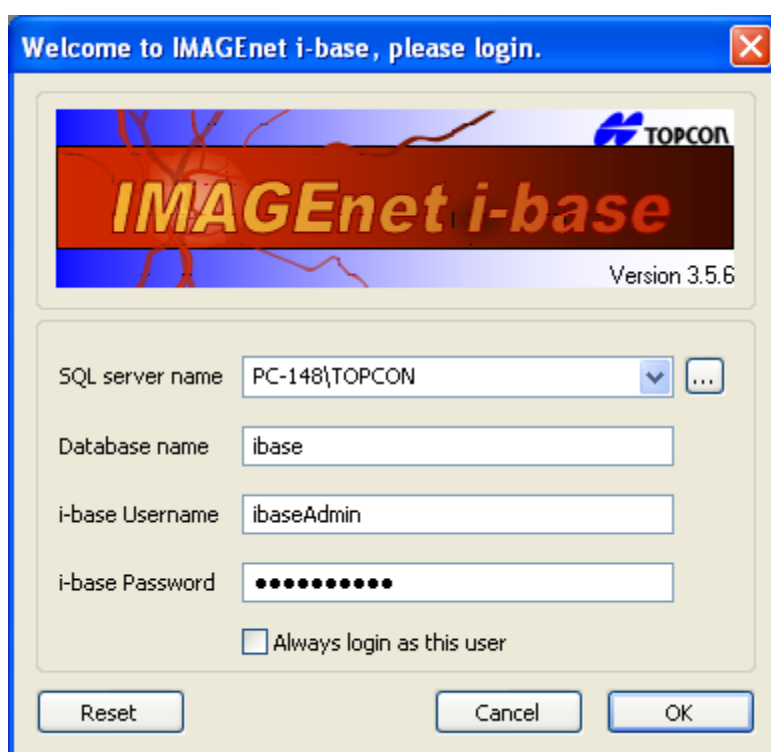 Welcome to IMAGEnet i-base, please login.
TOPCON
IMAGEnet i-base
Version 3.5.6
SQL server name PC-148\TOPCON ...
Database name ibase
i-base Username ibaseAdmin
i-base Password ●●●●●●●●●●
Always login as this user
Reset Cancel OK